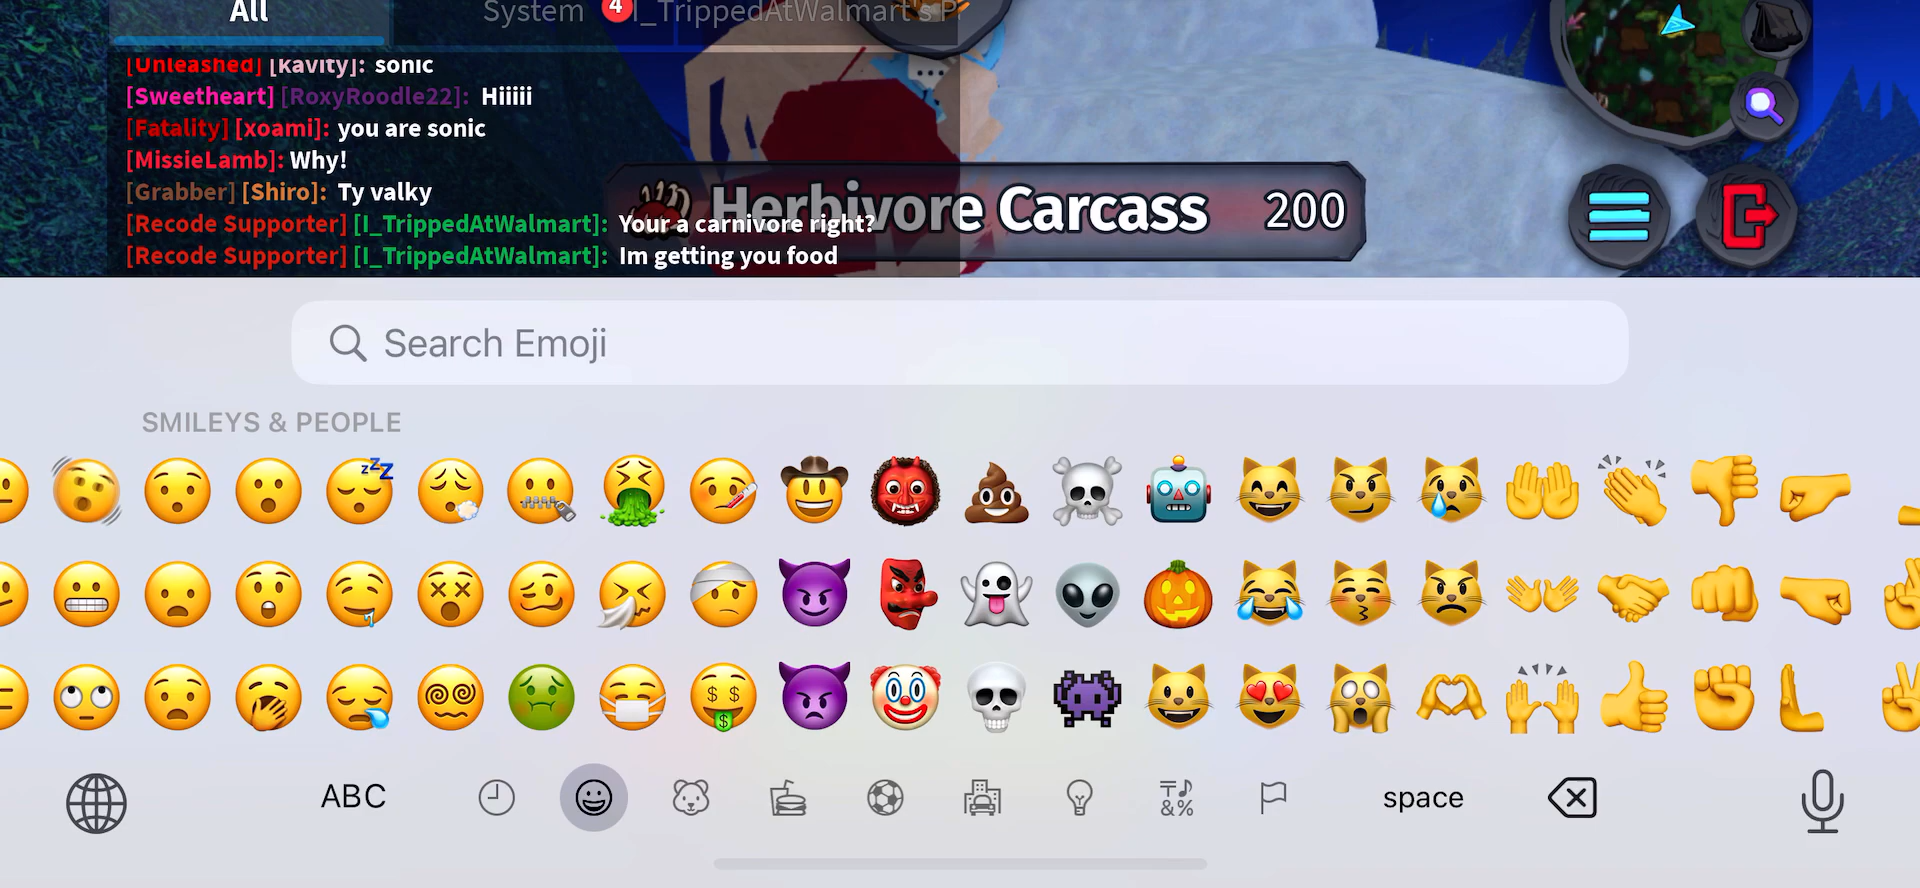 All
System 4 I_TrippedAtWalmart's P
[Unleashed] [kavity]: sonic
[Sweetheart] [RoxyRoodle22]: Hiiiii
[Fatality] [xoami]: you are sonic
[MissieLamb]: Why!
[Grabber] [Shiro]: Ty valky
[Recode Supporter] [I_TrippedAtWalmart]: Your a carnivore right?
[Recode Supporter] [I_TrippedAtWalmart]: Im getting you food
Herbivore Carcass 200
Search Emoji
SMILEYS & PEOPLE
ABC
space